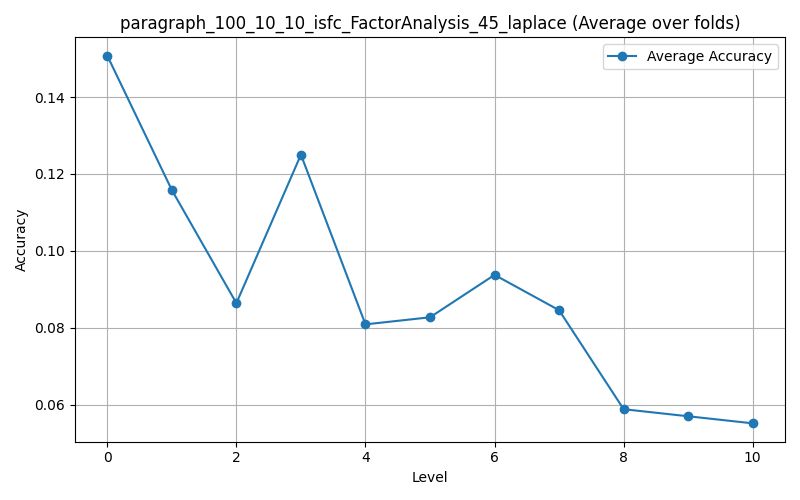 paragraph_100_10_10_isfc_FactorAnalysis_45_laplace (Average over folds)
Average Accuracy
0.14
0.12
0.10
0.08
0.06
Accuracy
0 2 4 6 8 10
Level